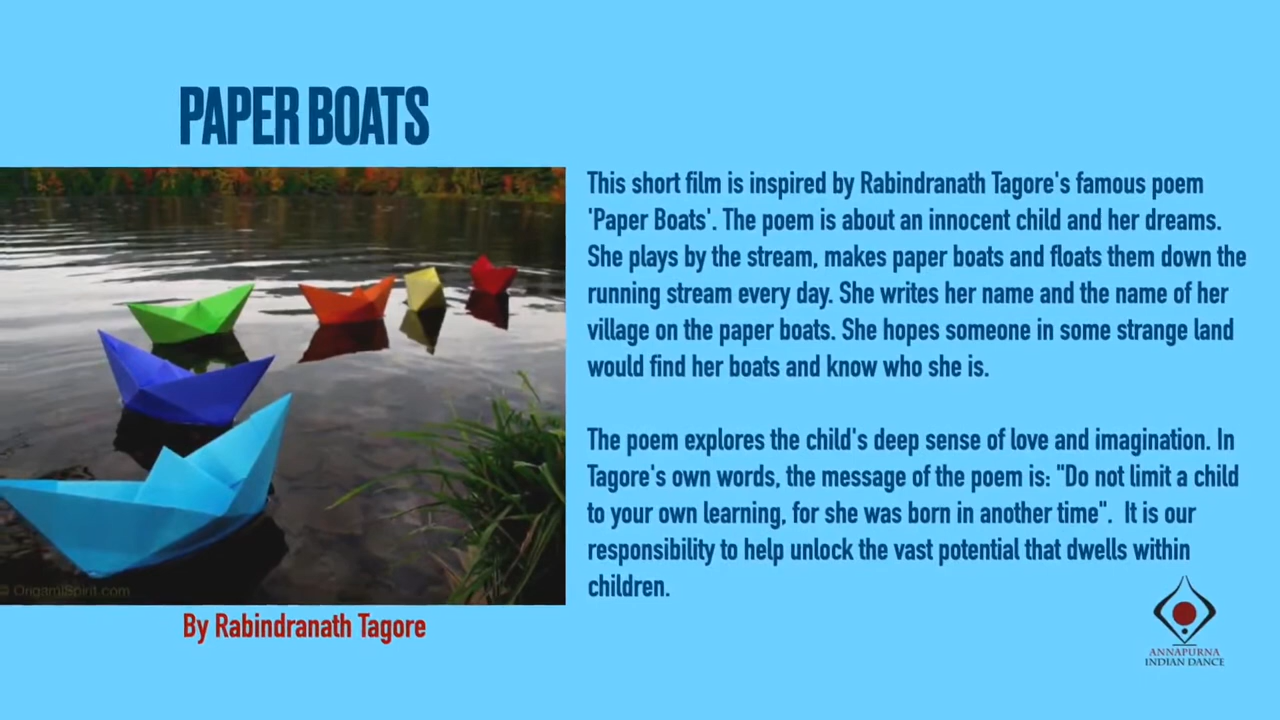 PAPER BOATS
This short film is inspired by Rabindranath Tagore's famous poem
'Paper Boats'. The poem is about an innocent child and her dreams.
She plays by the stream, makes paper boats and floats them down the
running stream every day. She writes her name and the name of her
village on the paper boats. She hopes someone in some strange land
would find her boats and know who she is.
The poem explores the child's deep sense of love and imagination. In
Tagore's own words, the message of the poem is: "Do not limit a child
to your own learning, for she was born in another time". It is our
responsibility to help unlock the vast potential that dwells within
children.
© OrigamiSpirit.com
By Rabindranath Tagore
ANNAPURNA
INDIAN DANCE